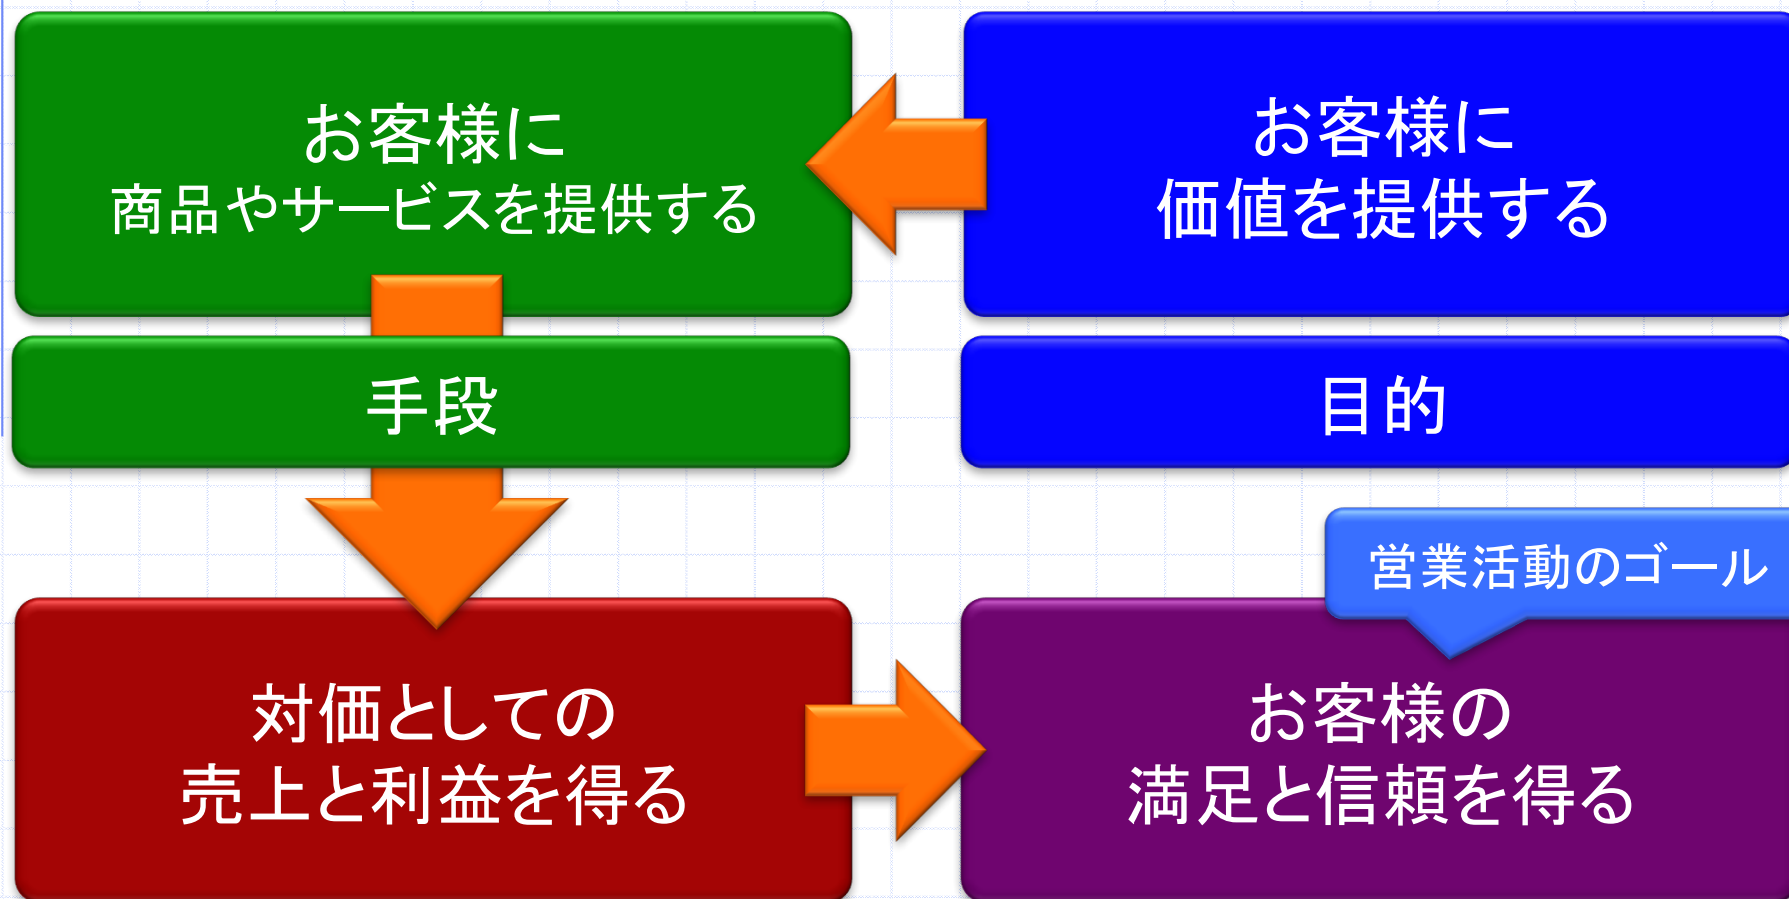 お客様に
商品やサービスを提供する
お客様に
価値を提供する
手段
目的
営業活動のゴール
対価としての
売上と利益を得る
お客様の
満足と信頼を得る